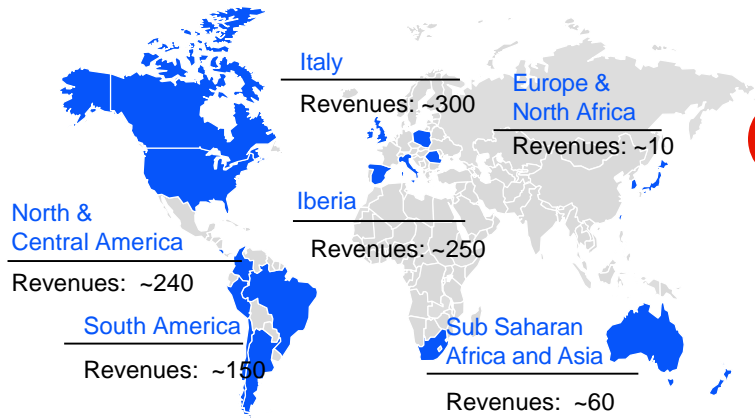 Italy
Revenues: ~300
Europe &
North Africa
Revenues: ~10
North &
Central America
Revenues: ~240
Iberia
Revenues: ~250
South America
Revenues: ~150
Sub Saharan
Africa and Asia
Revenues: ~60